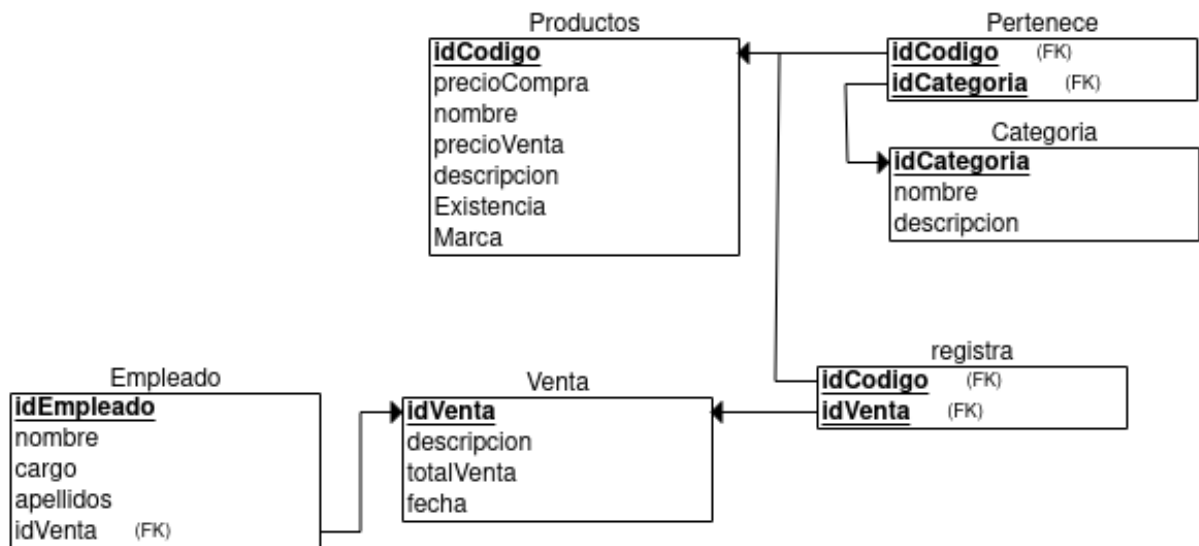 Productos
idCodigo
precioCompra
nombre
precioVenta
descripcion
Existencia
Marca
Pertenece
idCodigo (FK)
idCategoria (FK)
Categoria
idCategoria
nombre
descripcion
Empleado
idEmpleado
nombre
cargo
apellidos
idVenta (FK)
Venta
idVenta
descripcion
totalVenta
fecha
registra
idCodigo (FK)
idVenta (FK)